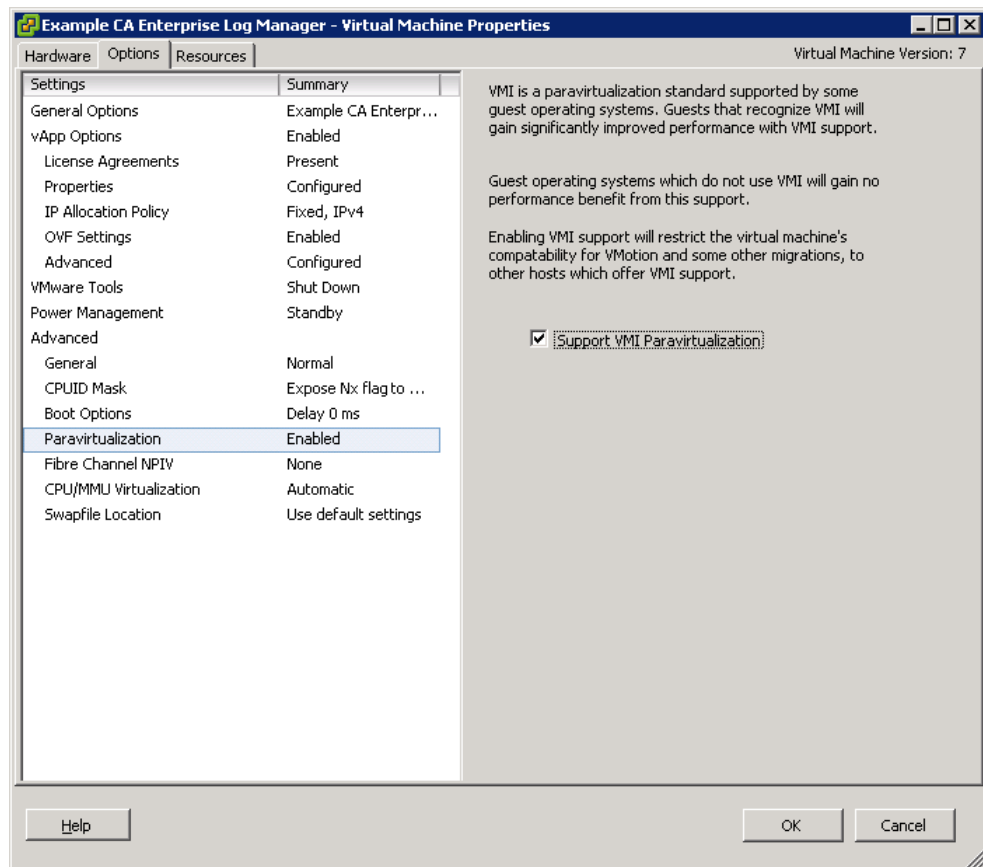 Example CA Enterprise Log Manager - Virtual Machine Properties
Hardware Options Resources Virtual Machine Version: 7
Settings Summary
General Options Example CA Enterpr...
vApp Options Enabled
License Agreements Present
Properties Configured
IP Allocation Policy Fixed, IPv4
OVF Settings Enabled
Advanced Configured
VMware Tools Shut Down
Power Management Standby
Advanced
General Normal
CPUID Mask Expose Nx flag to ...
Boot Options Delay 0 ms
Paravirtualization Enabled
Fibre Channel NPIV None
CPU/MMU Virtualization Automatic
Swapfile Location Use default settings
VMI is a paravirtualization standard supported by some
guest operating systems. Guests that recognize VMI will
gain significantly improved performance with VMI support.
Guest operating systems which do not use VMI will gain no
performance benefit from this support.
Enabling VMI support will restrict the virtual machine's
compatability for VMotion and some other migrations, to
other hosts which offer VMI support.
Support VMI Paravirtualization
Help OK Cancel